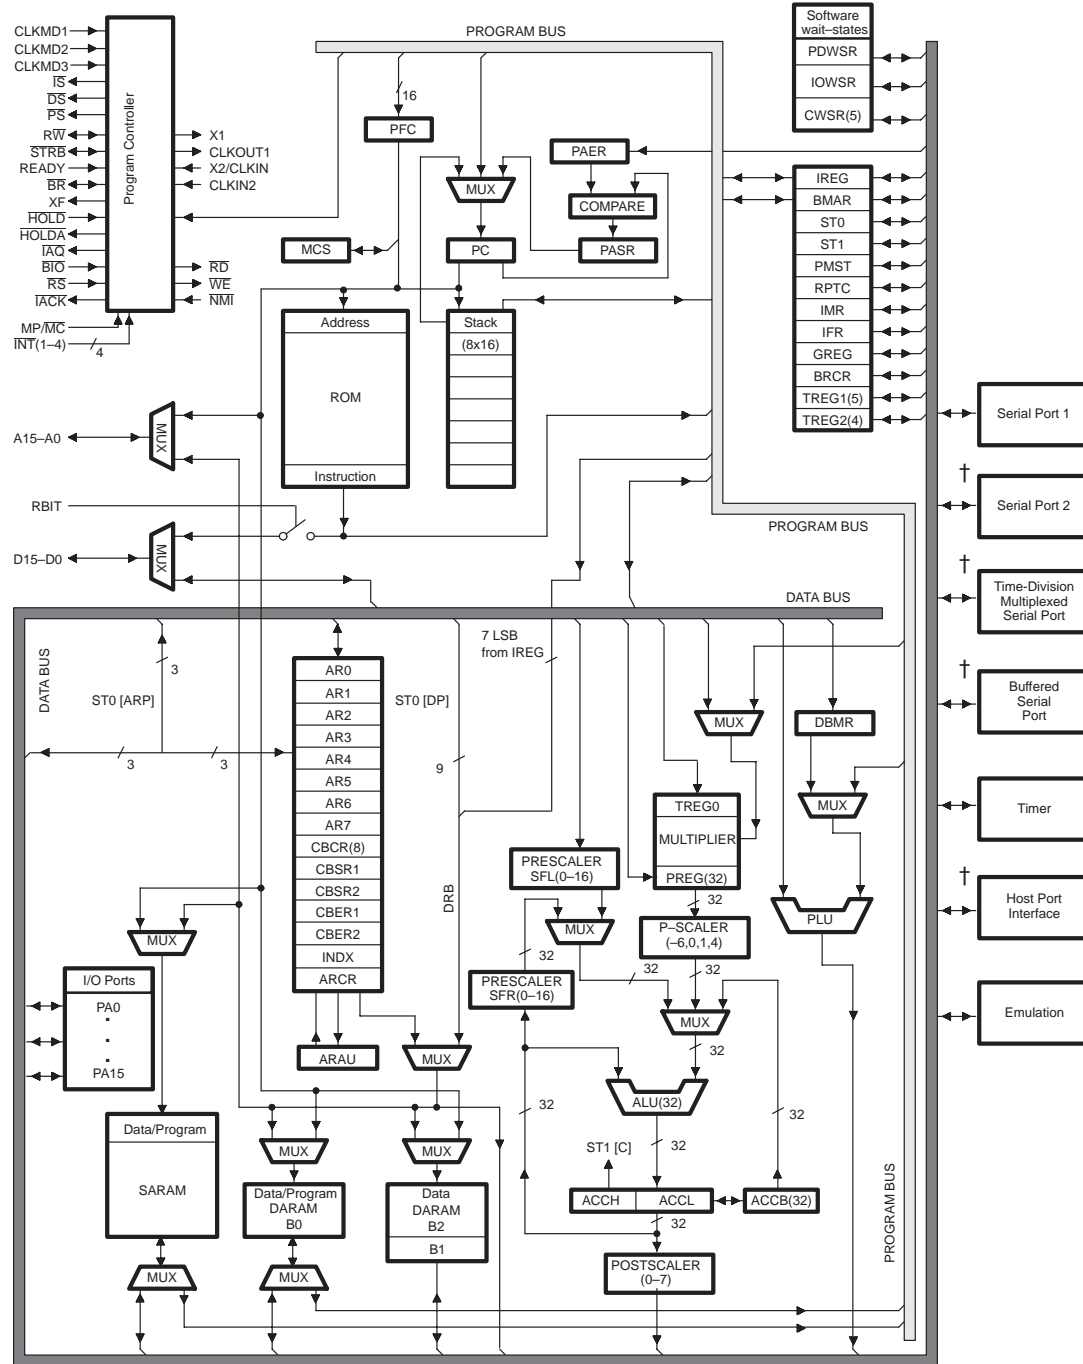 CLKMD1
CLKMD2
CLKMD3
IS
DS
PS
RW
STRB
READY
BR
XF
HOLD
HOLDA
IAQ
BIO
RS
IACK
MP/MC
INT(1–4)
4
Program Controller
X1
CLKOUT1
X2/CLKIN
CLKIN2
RD
WE
NMI
PROGRAM BUS
16
PFC
MUX
PAER
COMPARE
PASR
MCS
PC
Software
wait–states
PDWSR
IOWSR
CWSR(5)
IREG
BMAR
ST0
ST1
PMST
RPTC
IMR
IFR
GREG
BRCR
TREG1(5)
TREG2(4)
Address
ROM
Instruction
Stack
(8x16)
A15–A0
MUX
RBIT
D15–D0
MUX
PROGRAM BUS
DATA BUS
Serial Port 1
†
Serial Port 2
†
Time-Division
Multiplexed
Serial Port
†
Buffered
Serial
Port
Timer
†
Host Port
Interface
Emulation
DATA BUS
3
ST0 [ARP]
3
3
AR0
AR1
AR2
AR3
AR4
AR5
AR6
AR7
CBCR(8)
CBSR1
CBSR2
CBER1
CBER2
INDX
ARCR
ARAU
ST0 [DP]
9
DRB
7 LSB
from IREG
MUX
DBMR
MUX
TREG0
MULTIPLIER
PREG(32)
32
PRESCALER
SFL(0–16)
MUX
P–SCALER
(–6,0,1,4)
PLU
32
PRESCALER
SFR(0–16)
32
32
MUX
32
ALU(32)
32
32
32
ST1 [C]
ACCH
ACCL
ACCB(32)
32
POSTSCALER
(0–7)
MUX
I/O Ports
PA0
.
.
.
PA15
MUX
Data/Program
SARAM
MUX
MUX
Data/Program
DARAM
B0
MUX
MUX
Data
DARAM
B2
B1
PROGRAM BUS